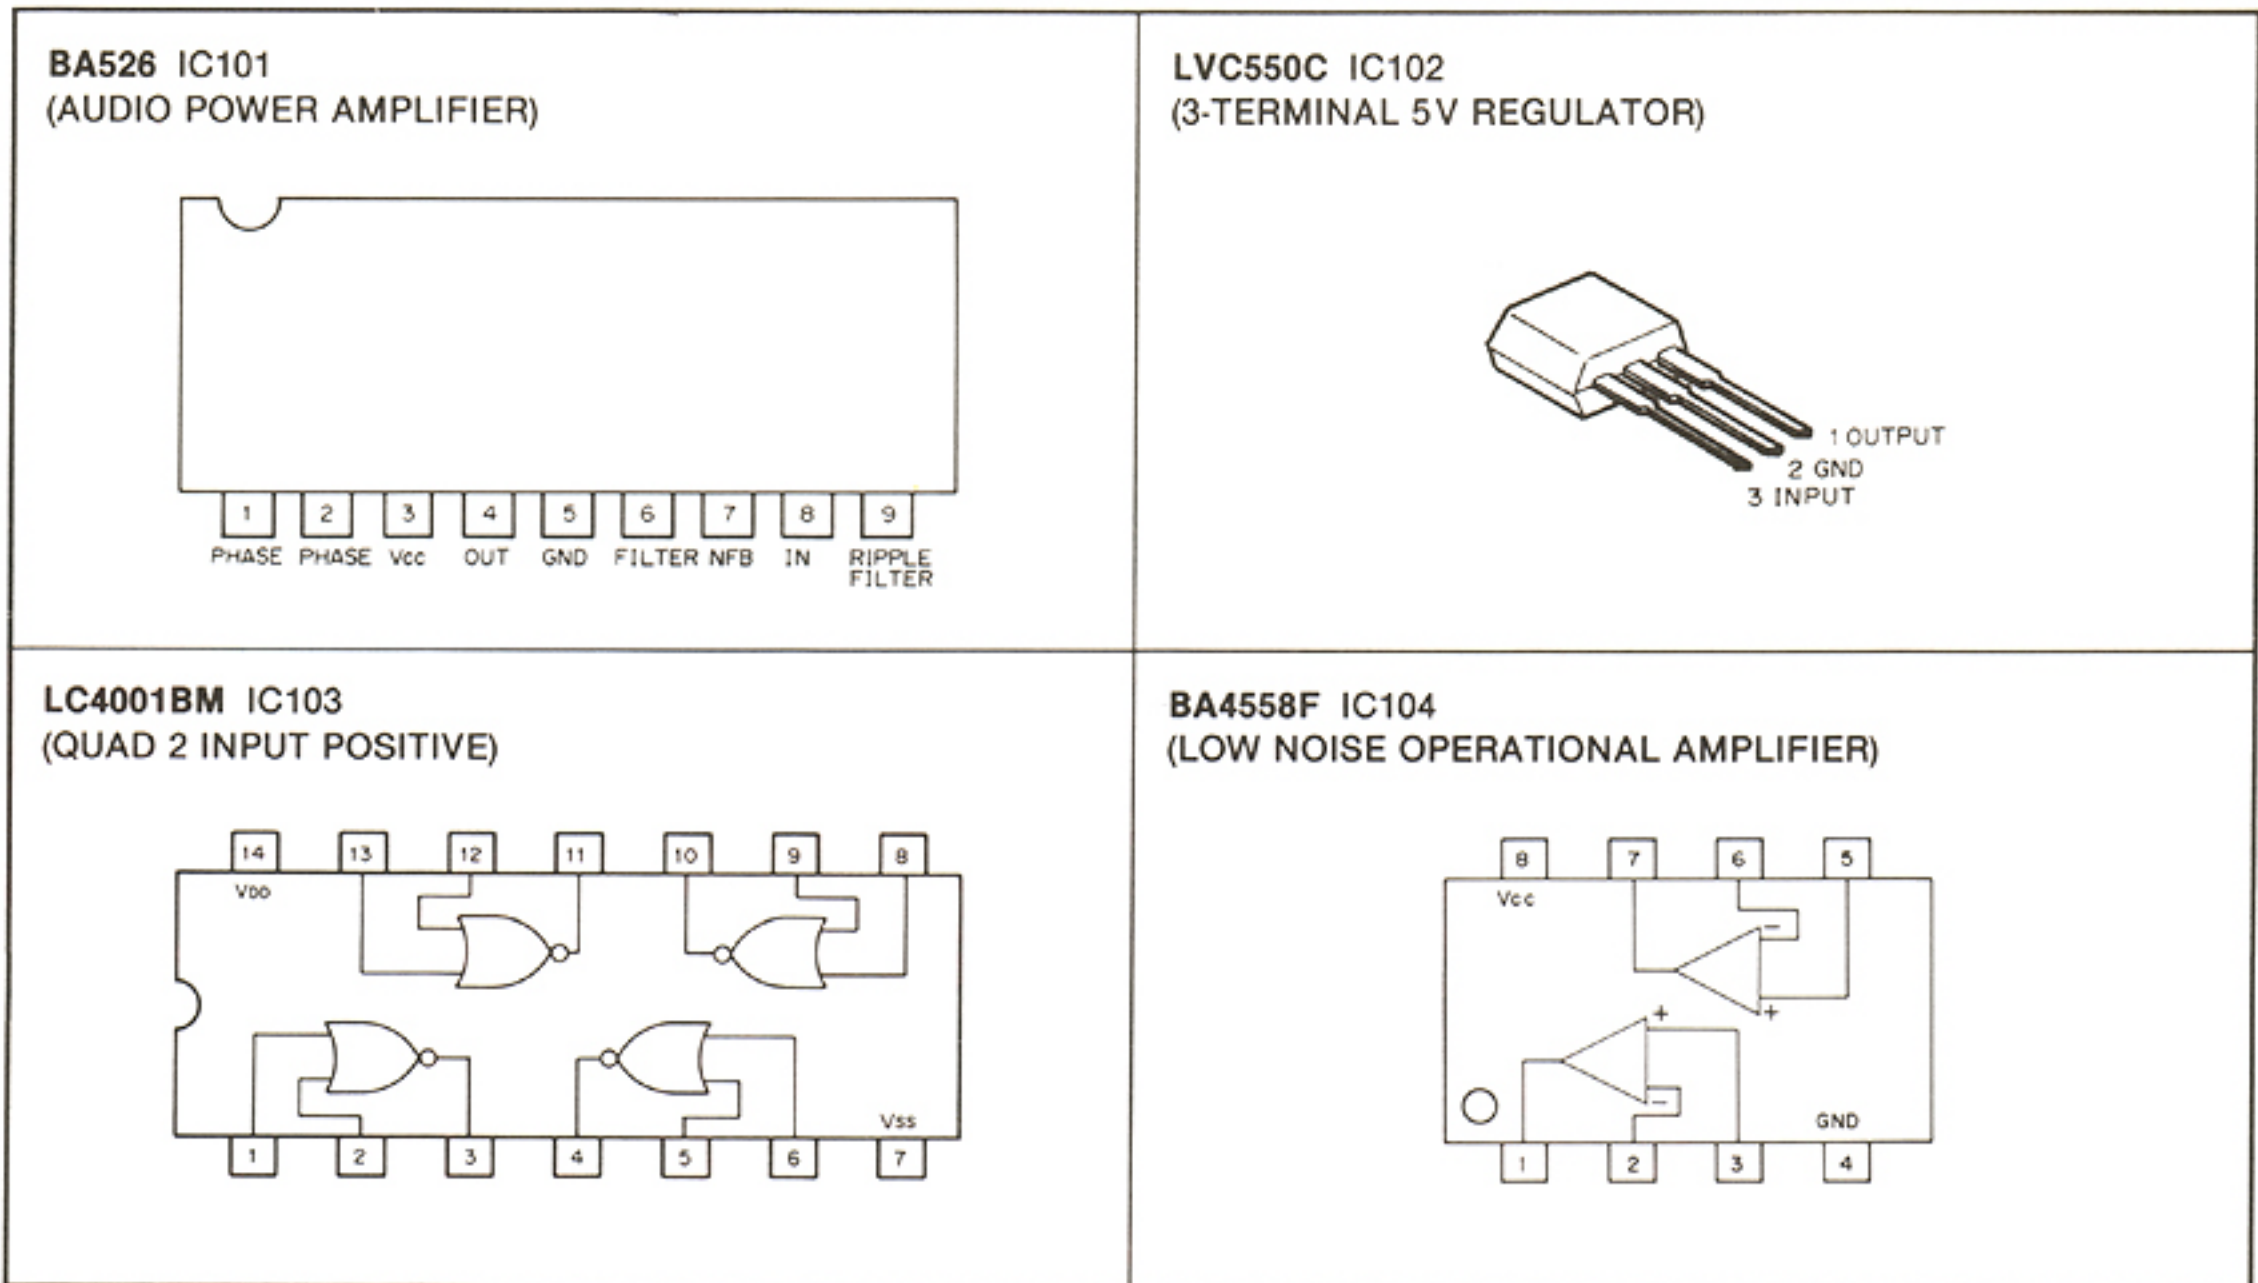 BA526 IC101
(AUDIO POWER AMPLIFIER)
1 2 3 4 5 6 7 8 9
PHASE PHASE Vcc OUT GND FILTER NFB IN RIPPLE
FILTER
LVC550C IC102
(3-TERMINAL 5V REGULATOR)
1 OUTPUT
2 GND
3 INPUT
LC4001BM IC103
(QUAD 2 INPUT POSITIVE)
14 13 12 11 10 9 8
VDD
VSS
1 2 3 4 5 6 7
BA4558F IC104
(LOW NOISE OPERATIONAL AMPLIFIER)
8 7 6 5
Vcc
−
+
+
−
GND
1 2 3 4